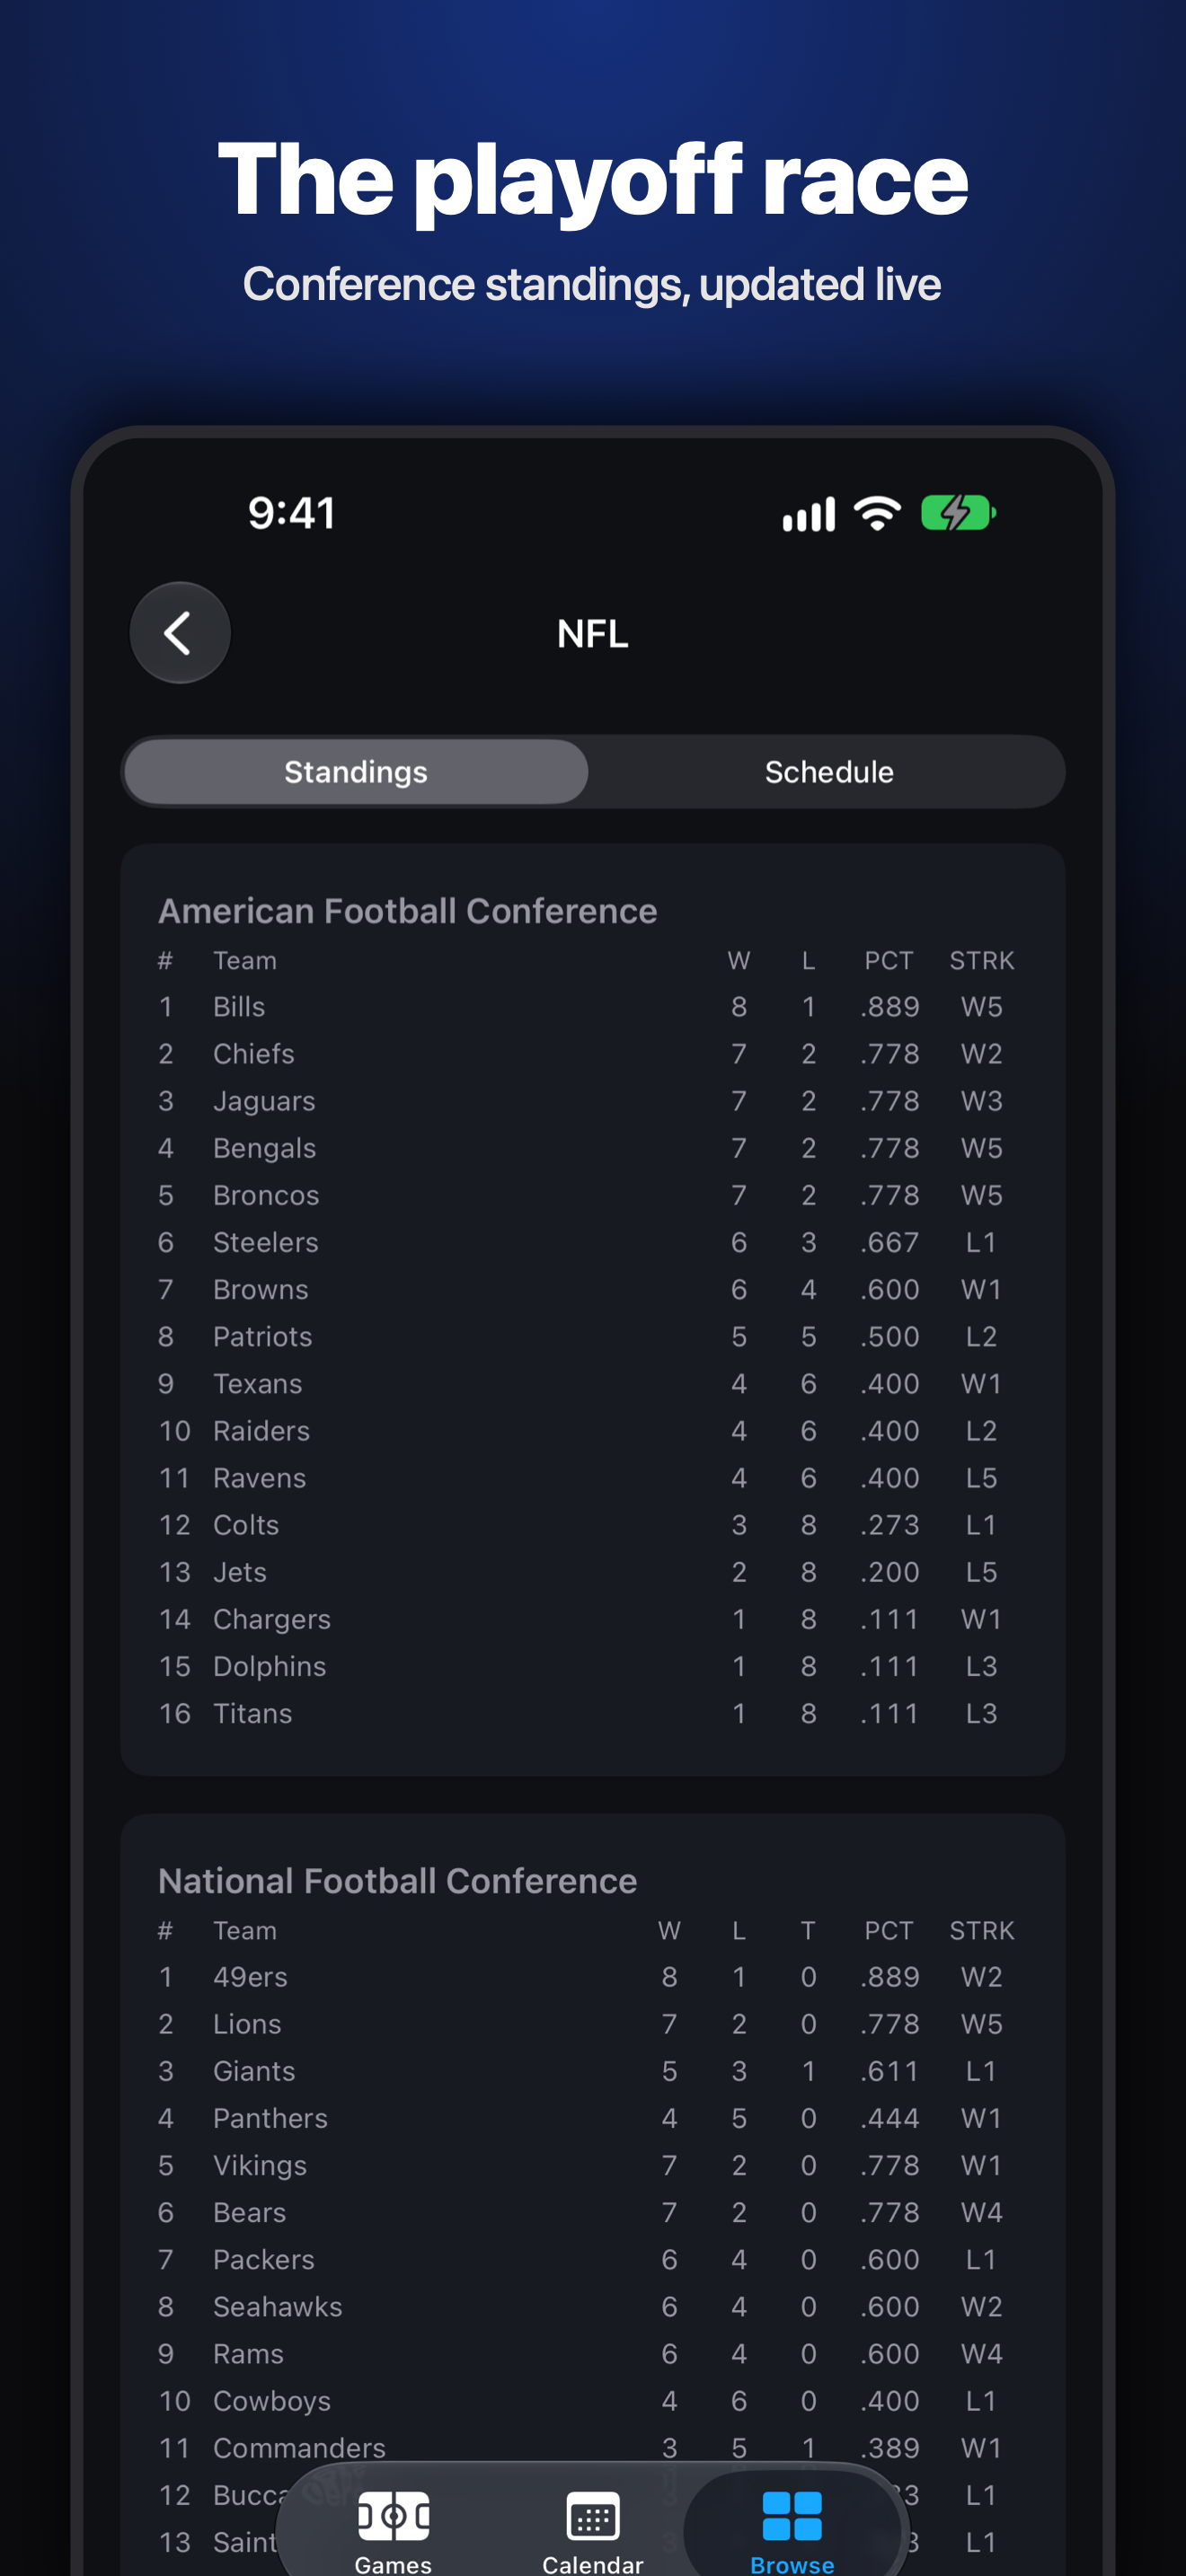 The playoff race
Conference standings, updated live
9:41
NFL
Standings Schedule
American Football Conference
# Team W L PCT STRK
1 Bills 8 1 .889 W5
2 Chiefs 7 2 .778 W2
3 Jaguars 7 2 .778 W3
4 Bengals 7 2 .778 W5
5 Broncos 7 2 .778 W5
6 Steelers 6 3 .667 L1
7 Browns 6 4 .600 W1
8 Patriots 5 5 .500 L2
9 Texans 4 6 .400 W1
10 Raiders 4 6 .400 L2
11 Ravens 4 6 .400 L5
12 Colts 3 8 .273 L1
13 Jets 2 8 .200 L5
14 Chargers 1 8 .111 W1
15 Dolphins 1 8 .111 L3
16 Titans 1 8 .111 L3
National Football Conference
# Team W L T PCT STRK
1 49ers 8 1 0 .889 W2
2 Lions 7 2 0 .778 W5
3 Giants 5 3 1 .611 L1
4 Panthers 4 5 0 .444 W1
5 Vikings 7 2 0 .778 W1
6 Bears 7 2 0 .778 W4
7 Packers 6 4 0 .600 L1
8 Seahawks 6 4 0 .600 W2
9 Rams 6 4 0 .600 W4
10 Cowboys 4 6 0 .400 L1
11 Commanders 3 5 1 .389 W1
12 L1
13 L1
Games Calendar Browse